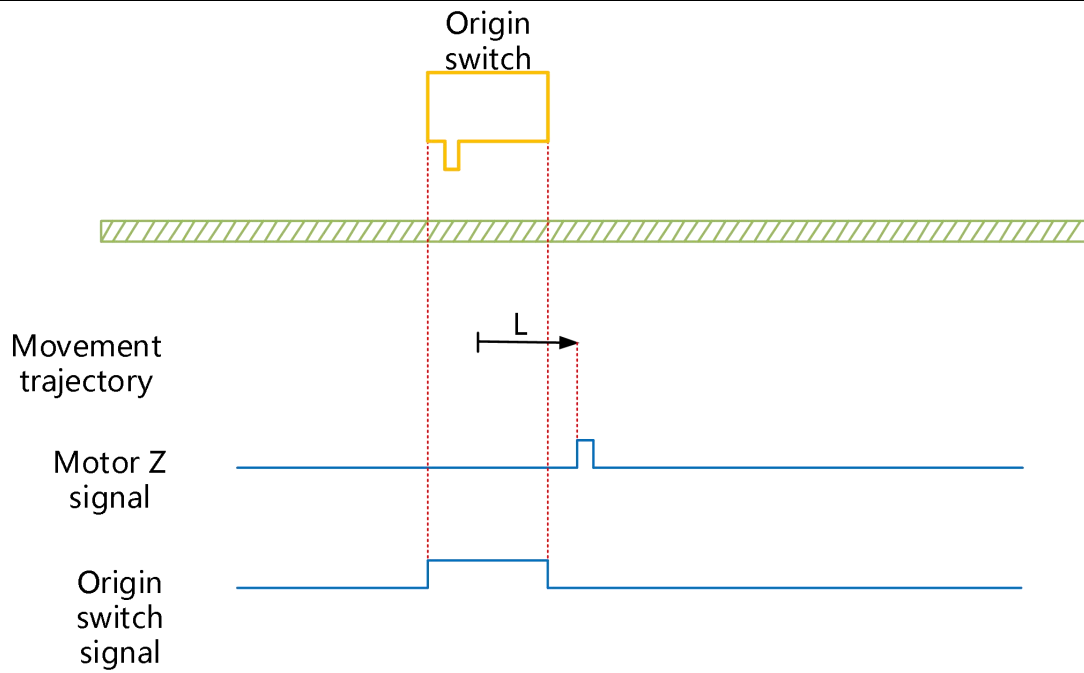 Origin
switch
L
Movement
trajectory
Motor Z
signal
Origin
switch
signal